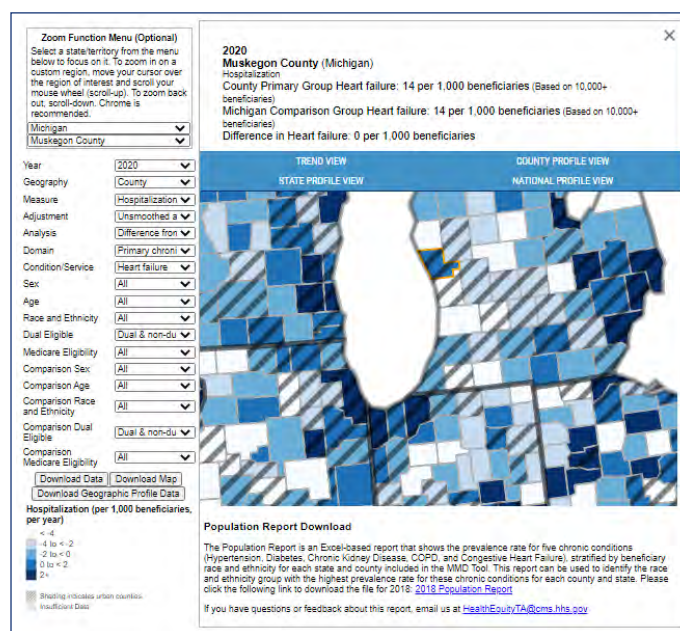 Zoom Function Menu (Optional)
Select a state/territory from the menu
below to focus on it. To zoom in on a
custom region, move your cursor over
the region of interest and scroll your
mouse wheel (scroll-up). To zoom back
out, scroll-down. Chrome is
recommended.
Michigan
Muskegon County
Year 2020
Geography County
Measure Hospitalization
Adjustment Unsmoothed a
Analysis Difference from
Domain Primary chroni
Condition/Service Heart failure
Sex All
Age All
Race and Ethnicity All
Dual Eligible Dual & non-du
Medicare Eligibility All
Comparison Sex All
Comparison Age All
Comparison Race
and Ethnicity All
Comparison Dual
Eligible Dual & non-du
Comparison
Medicare Eligibility All
Download Data Download Map
Download Geographic Profile Data
Hospitalization (per 1,000 beneficiaries,
per year)
< -4
-4 to < -2
-2 to < 0
0 to < 2
2+
Shading indicates urban counties.
Insufficient Data
2020
Muskegon County (Michigan)
Hospitalization
County Primary Group Heart failure: 14 per 1,000 beneficiaries (Based on 10,000+
beneficiaries)
Michigan Comparison Group Heart failure: 14 per 1,000 beneficiaries (Based on 10,000+
beneficiaries)
Difference in Heart failure: 0 per 1,000 beneficiaries
TREND VIEW COUNTY PROFILE VIEW
STATE PROFILE VIEW NATIONAL PROFILE VIEW
Population Report Download
The Population Report is an Excel-based report that shows the prevalence rate for five chronic conditions
(Hypertension, Diabetes, Chronic Kidney Disease, COPD, and Congestive Heart Failure), stratified by beneficiary
race and ethnicity for each state and county included in the MMD Tool. This report can be used to identify the race
and ethnicity group with the highest prevalence rate for these chronic conditions for each county and state. Please
click the following link to download the file for 2018: 2018 Population Report
If you have questions or feedback about this report, email us at HealthEquityTA@cms.hhs.gov